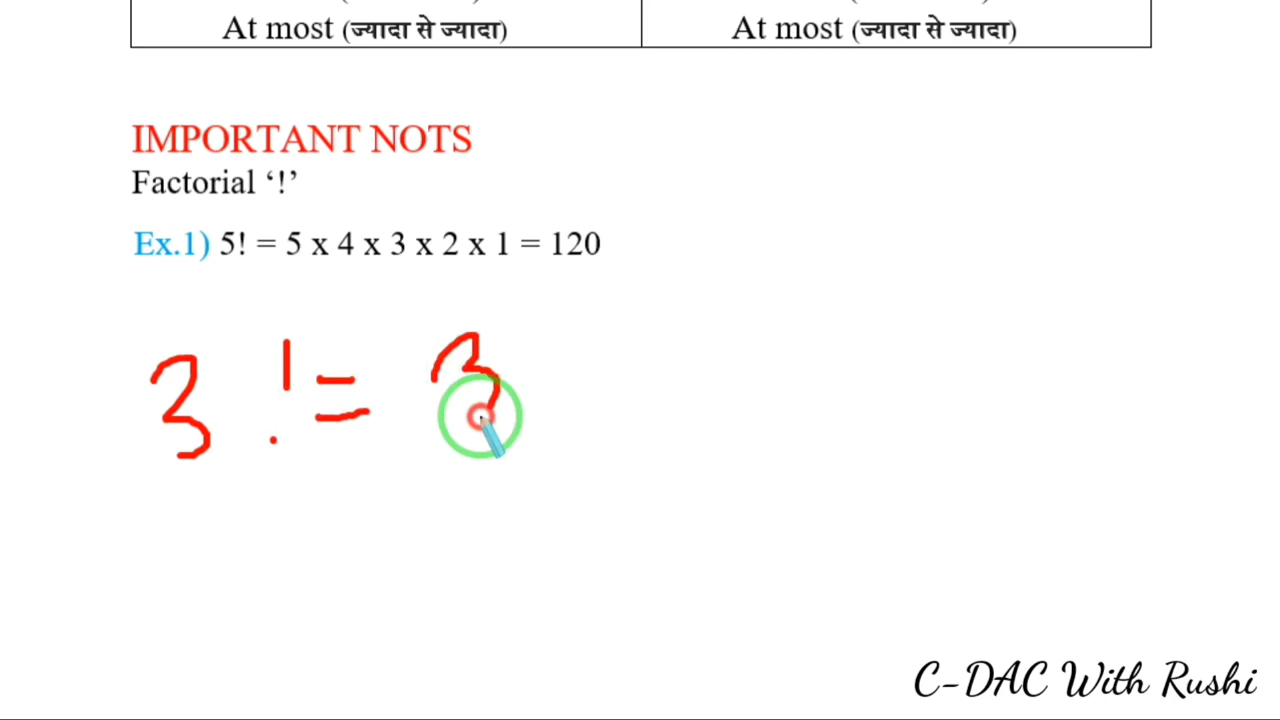 At most (ज्यादा से ज्यादा) At most (ज्यादा से ज्यादा)
IMPORTANT NOTS
Factorial ‘!’
Ex.1) 5! = 5 x 4 x 3 x 2 x 1 = 120
3 ! = 3
C-DAC With Rushi